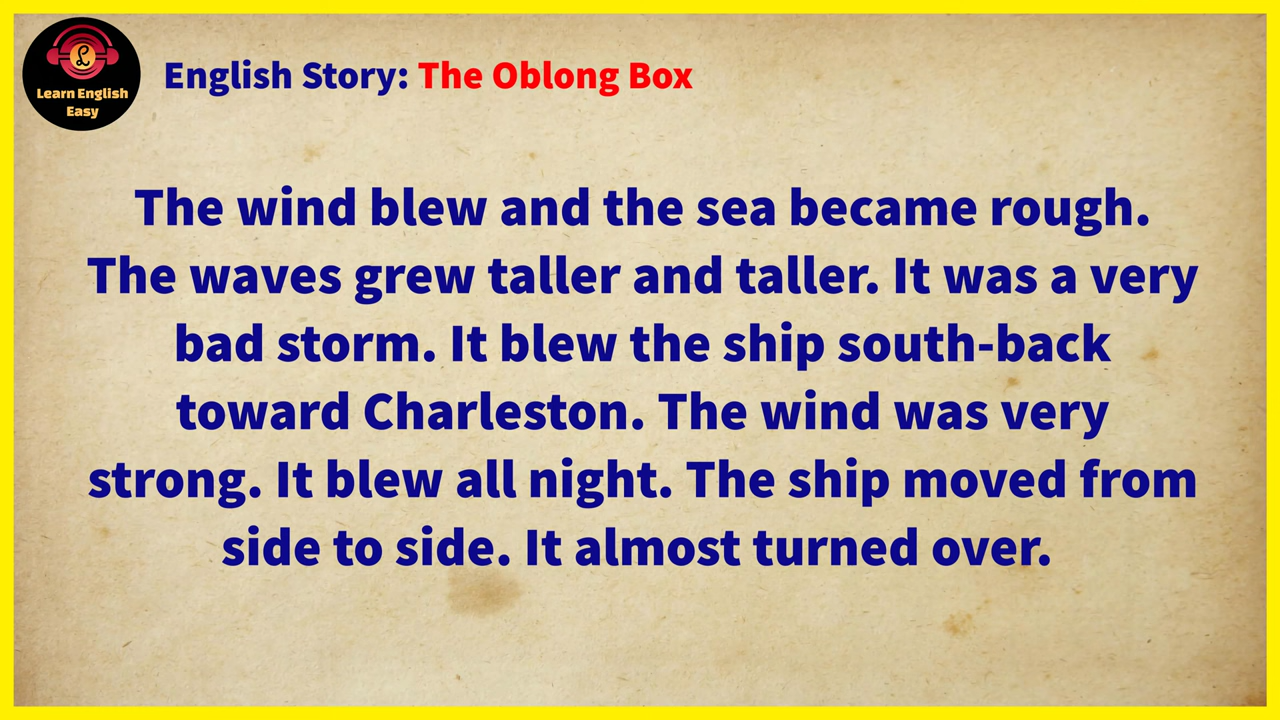 Learn English
Easy
English Story: The Oblong Box
The wind blew and the sea became rough.
The waves grew taller and taller. It was a very
bad storm. It blew the ship south-back
toward Charleston. The wind was very
strong. It blew all night. The ship moved from
side to side. It almost turned over.